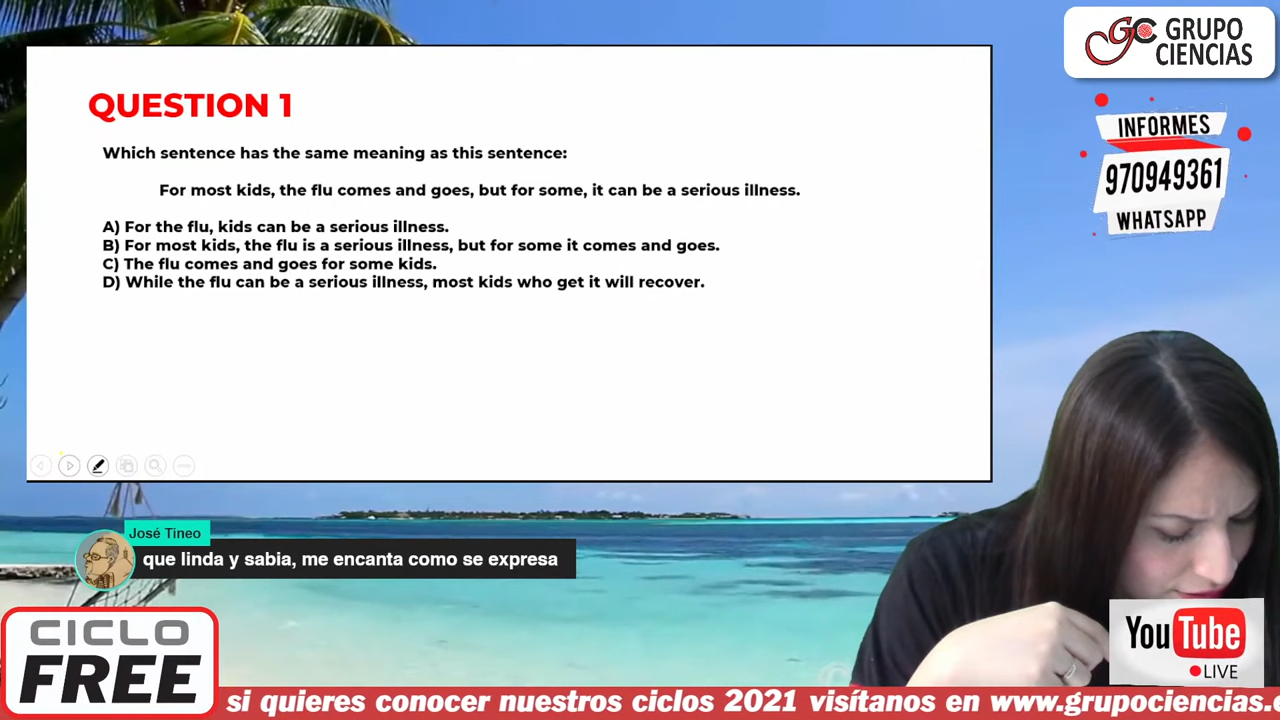 GC GRUPO
CIENCIAS
INFORMES
970949361
WHATSAPP
QUESTION 1
Which sentence has the same meaning as this sentence:
For most kids, the flu comes and goes, but for some, it can be a serious illness.
A) For the flu, kids can be a serious illness.
B) For most kids, the flu is a serious illness, but for some it comes and goes.
C) The flu comes and goes for some kids.
D) While the flu can be a serious illness, most kids who get it will recover.
José Tineo
que linda y sabia, me encanta como se expresa
CICLO
FREE
YouTube
LIVE
si quieres conocer nuestros ciclos 2021 visítanos en www.grupociencias.